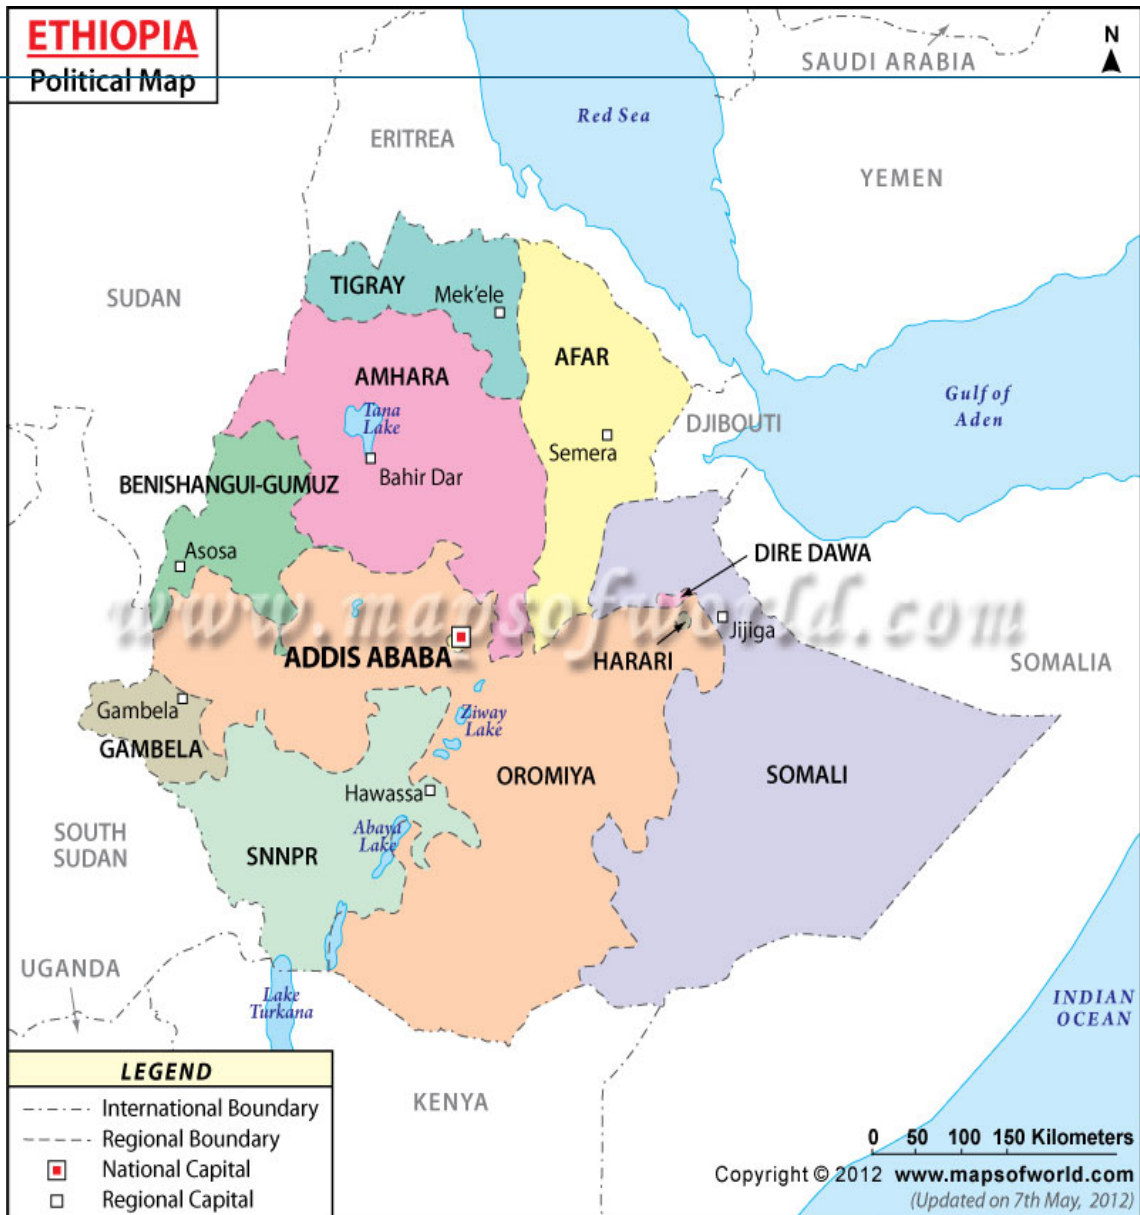 ETHIOPIA
Political Map
N
SAUDI ARABIA
Red Sea
ERITREA
YEMEN
SUDAN
TIGRAY
Mek'ele
AFAR
AMHARA
Gulf of
Aden
Tana
Lake
DJIBOUTI
Semera
Bahir Dar
BENISHANGUI-GUMUZ
Asosa
DIRE DAWA
www.mapsofworld.com
Jijiga
ADDIS ABABA
HARARI
SOMALIA
Gambela
Ziway
Lake
GAMBELA
OROMIYA
SOMALI
Hawassa
SOUTH
SUDAN
Abaya
Lake
SNNPR
UGANDA
Lake
Turkana
INDIAN
OCEAN
LEGEND
International Boundary
Regional Boundary
National Capital
Regional Capital
KENYA
0 50 100 150 Kilometers
Copyright © 2012 www.mapsofworld.com
(Updated on 7th May, 2012)